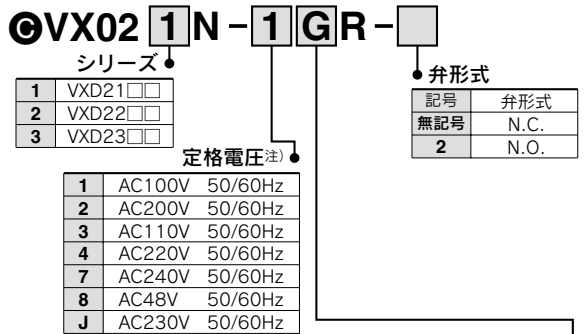 ⒸVX02 1 N－1 G R－□
シリーズ
1 VXD21□□
2 VXD22□□
3 VXD23□□
弁形式
記号 弁形式
無記号 N.C.
2 N.O.
定格電圧注)
1 AC100V 50/60Hz
2 AC200V 50/60Hz
3 AC110V 50/60Hz
4 AC220V 50/60Hz
7 AC240V 50/60Hz
8 AC48V 50/60Hz
J AC230V 50/60Hz